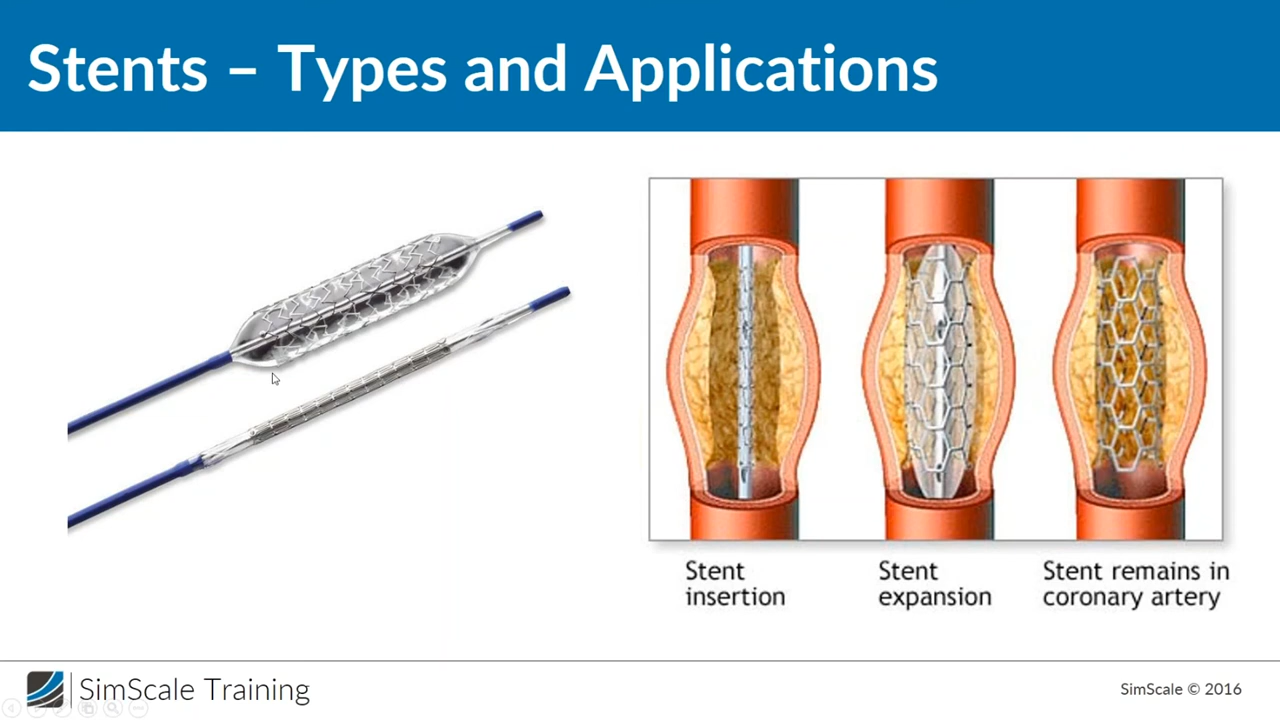 Stents – Types and Applications
Stent
insertion
Stent
expansion
Stent remains in
coronary artery
SimScale Training
SimScale © 2016